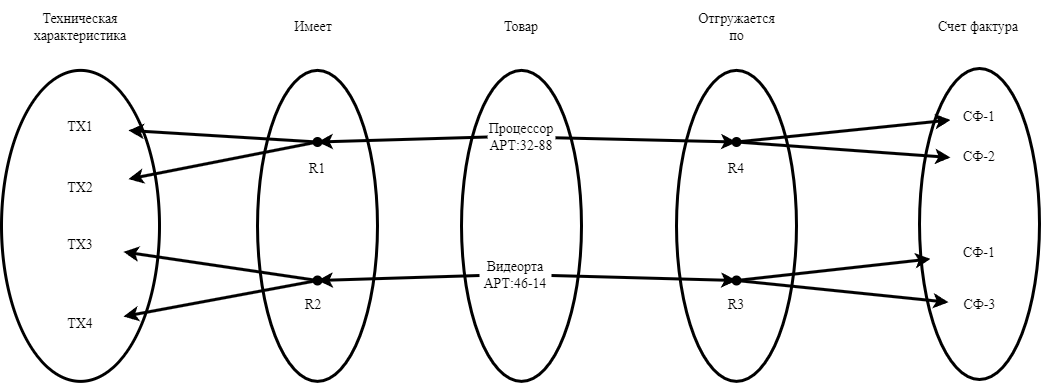 Техническая
характеристика
Имеет
Товар
Отгружается
по
Счет фактура
ТХ1
ТХ2
ТХ3
ТХ4
R1
R2
Процессор
АРТ:32-88
Видеорта
АРТ:46-14
R4
R3
СФ-1
СФ-2
СФ-1
СФ-3